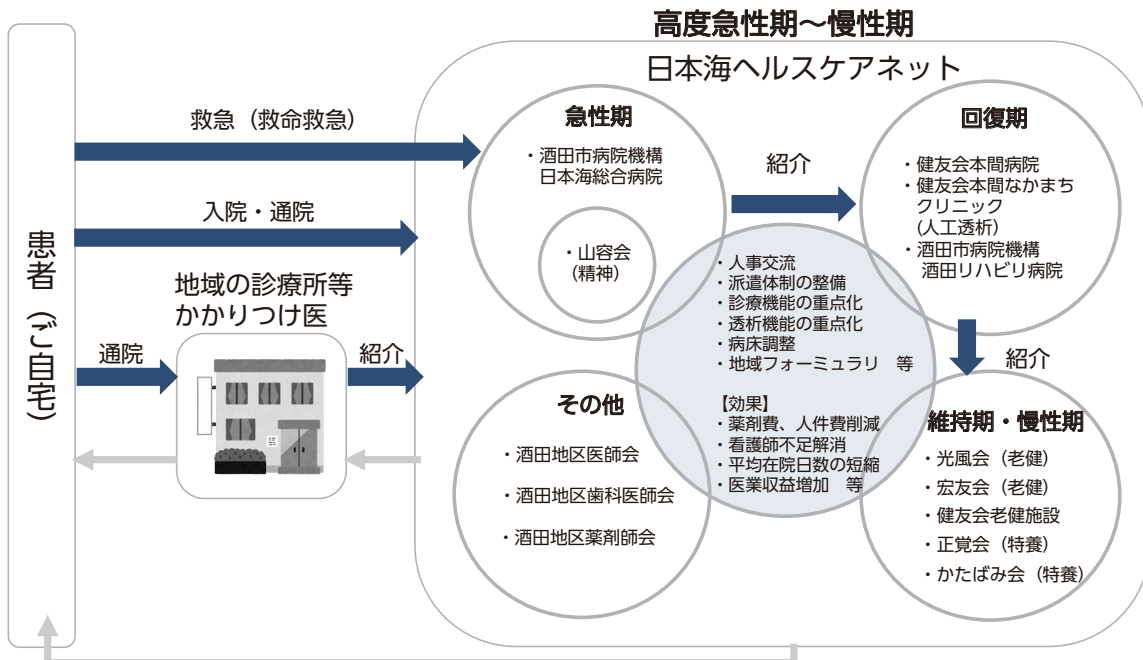 高度急性期～慢性期
日本海ヘルスケアネット
患者（ご自宅）
救急（救命救急）
入院・通院
地域の診療所等
かかりつけ医
通院
紹介
急性期
・酒田市病院機構
日本海総合病院
・山容会
(精神)
紹介
回復期
・健友会本間病院
・健友会本間なかまち
クリニック
(人工透析)
・酒田市病院機構
酒田リハビリ病院
・人事交流
・派遣体制の整備
・診療機能の重点化
・透析機能の重点化
・病床調整
・地域フォーミュラリ　等
【効果】
・薬剤費、人件費削減
・看護師不足解消
・平均在院日数の短縮
・医業収益増加　等
紹介
その他
・酒田地区医師会
・酒田地区歯科医師会
・酒田地区薬剤師会
維持期・慢性期
・光風会（老健）
・宏友会（老健）
・健友会老健施設
・正覚会（特養）
・かたばみ会（特養）